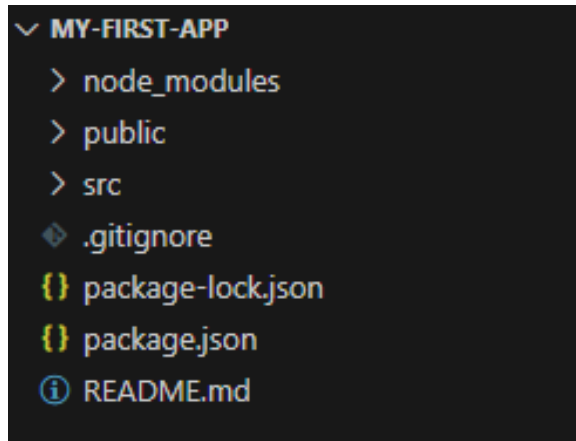 MY-FIRST-APP
node_modules
public
src
.gitignore
package-lock.json
package.json
README.md